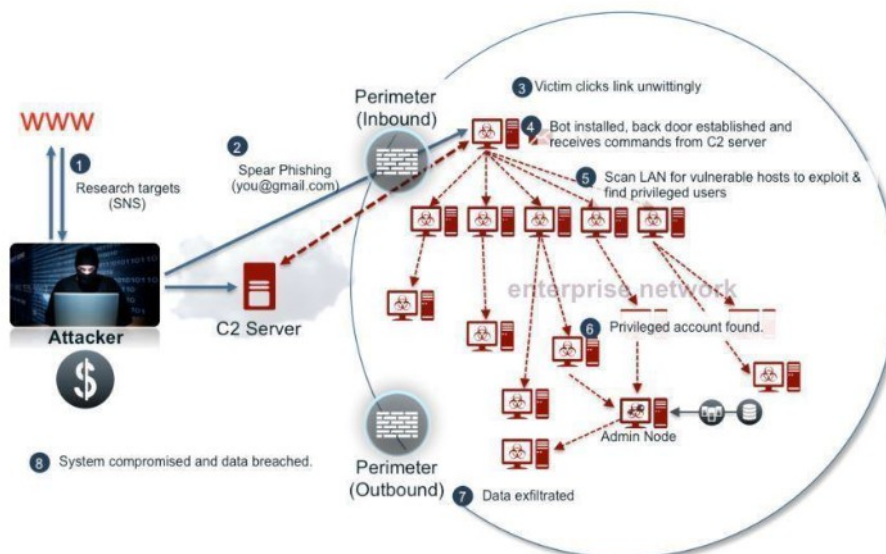 WWW
1
Research targets
(SNS)
2
Spear Phishing
(you@gmail.com)
Perimeter
(Inbound)
3 Victim clicks link unwittingly
4 Bot installed, back door established and
receives commands from C2 server
5 Scan LAN for vulnerable hosts to exploit &
find privileged users
enterprise network
6 Privileged account found.
Attacker
$
C2 Server
Admin Node
Perimeter
(Outbound)
7 Data exfiltrated
8 System compromised and data breached.